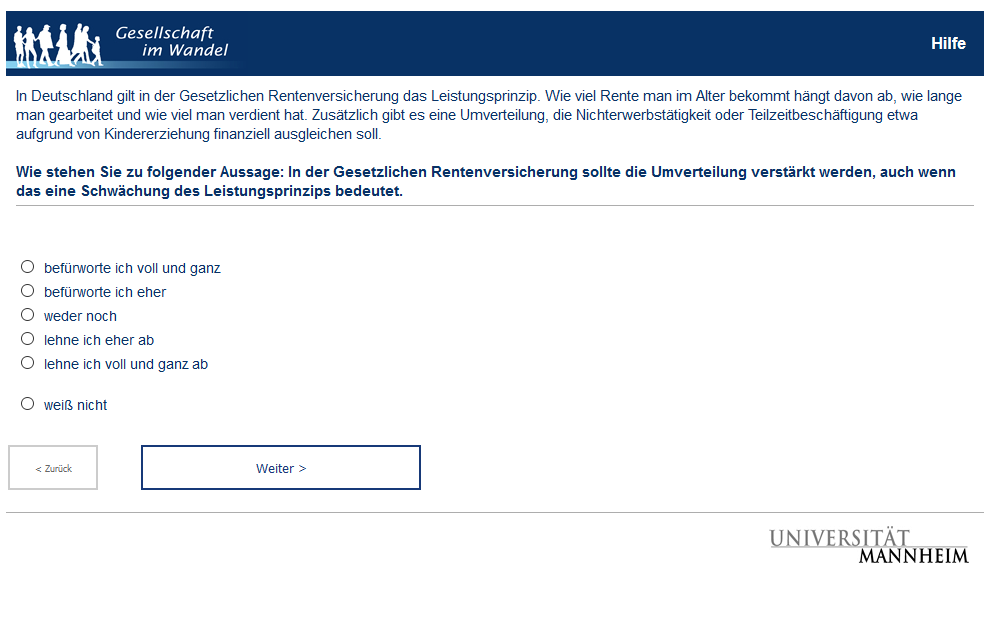 Gesellschaft
im Wandel
Hilfe
In Deutschland gilt in der Gesetzlichen Rentenversicherung das Leistungsprinzip. Wie viel Rente man im Alter bekommt hängt davon ab, wie lange
man gearbeitet und wie viel man verdient hat. Zusätzlich gibt es eine Umverteilung, die Nichterwerbstätigkeit oder Teilzeitbeschäftigung etwa
aufgrund von Kindererziehung finanziell ausgleichen soll.
Wie stehen Sie zu folgender Aussage: In der Gesetzlichen Rentenversicherung sollte die Umverteilung verstärkt werden, auch wenn
das eine Schwächung des Leistungsprinzips bedeutet.
befürworte ich voll und ganz
befürworte ich eher
weder noch
lehne ich eher ab
lehne ich voll und ganz ab
weiß nicht
< Zurück
Weiter >
UNIVERSITÄT
MANNHEIM